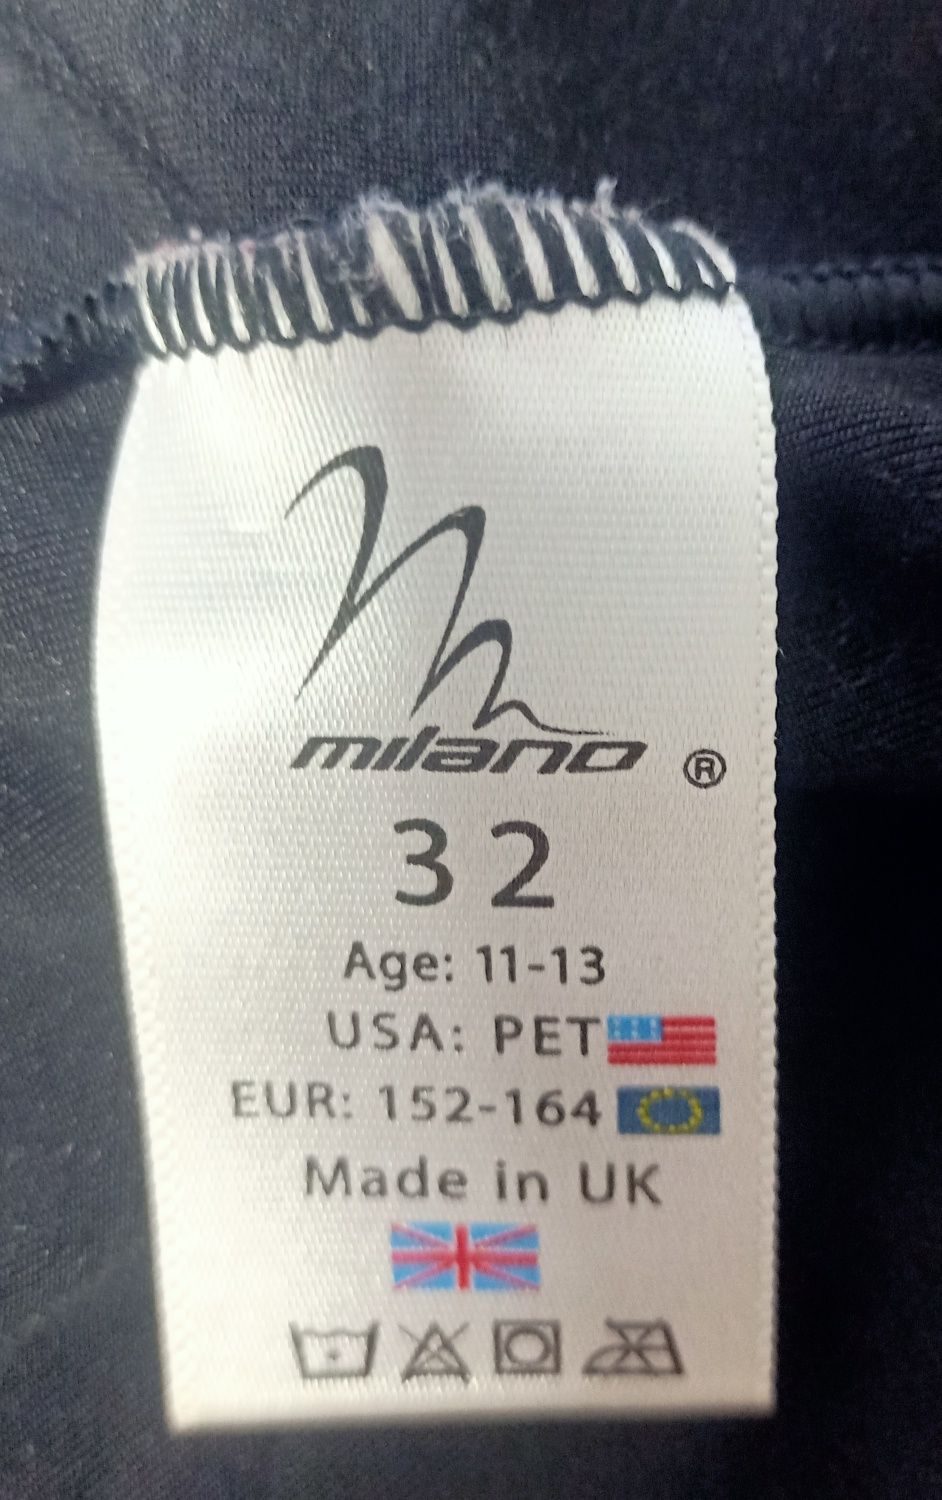 milano ®
32
Age: 11-13
USA: PET
EUR: 152-164
Made in UK